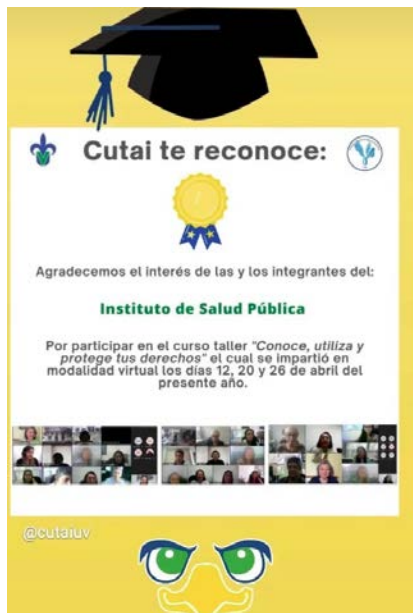 Cutai te reconoce:
Agradecemos el interés de las y los integrantes del:
Instituto de Salud Pública
Por participar en el curso taller "Conoce, utiliza y
protege tus derechos" el cual se impartió en
modalidad virtual los días 12, 20 y 26 de abril del
presente año.
@cutaiuv